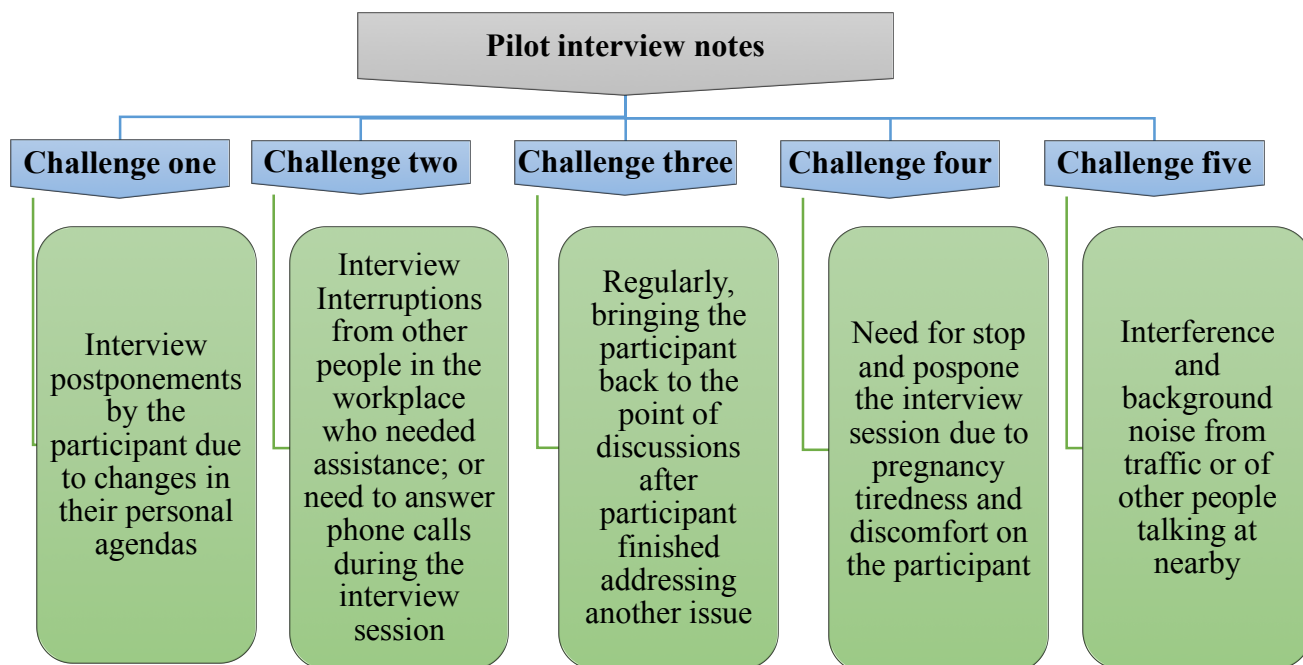 Pilot interview notes
Challenge one
Challenge two
Challenge three
Challenge four
Challenge five
Interview
postponements
by the
participant due
to changes in
their personal
agendas
Interview
Interruptions
from other
people in the
workplace
who needed
assistance; or
need to answer
phone calls
during the
interview
session
Regularly,
bringing the
participant
back to the
point of
discussions
after
participant
finished
addressing
another issue
Need for stop
and pospone
the interview
session due to
pregnancy
tiredness and
discomfort on
the participant
Interference
and
background
noise from
traffic or of
other people
talking at
nearby